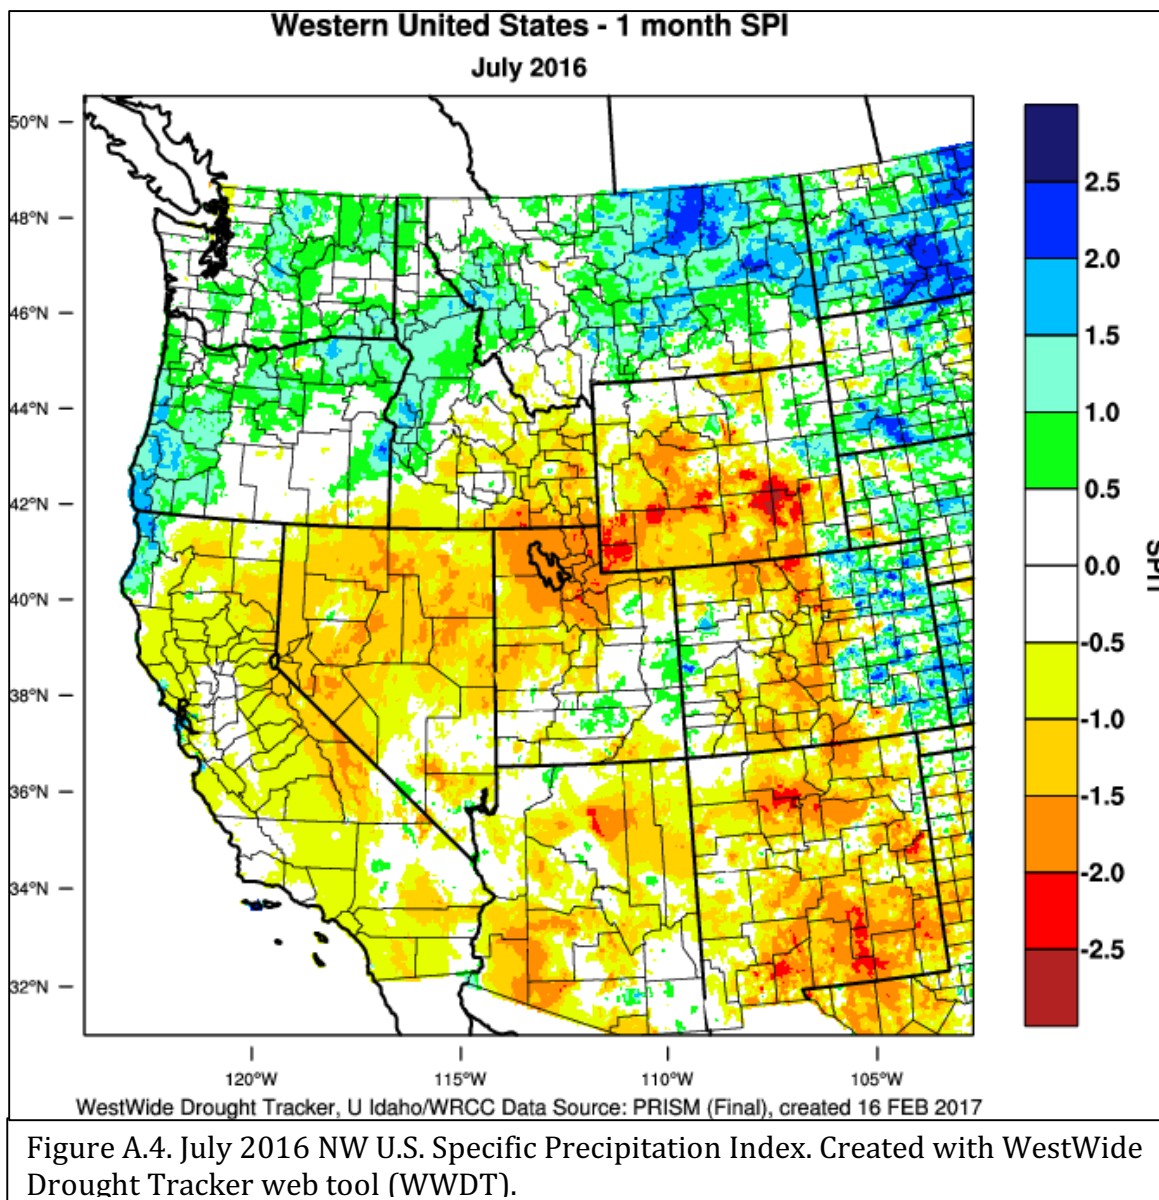 Western United States - 1 month SPI
July 2016
50°N
48°N
46°N
44°N
42°N
40°N
38°N
36°N
34°N
32°N
120°W
115°W
110°W
105°W
2.5
2.0
1.5
1.0
0.5
0.0
-0.5
-1.0
-1.5
-2.0
-2.5
WestWide Drought Tracker, U Idaho/WRCC Data Source: PRISM (Final), created 16 FEB 2017
Figure A.4. July 2016 NW U.S. Specific Precipitation Index. Created with WestWide
Drought Tracker web tool (WWDT).